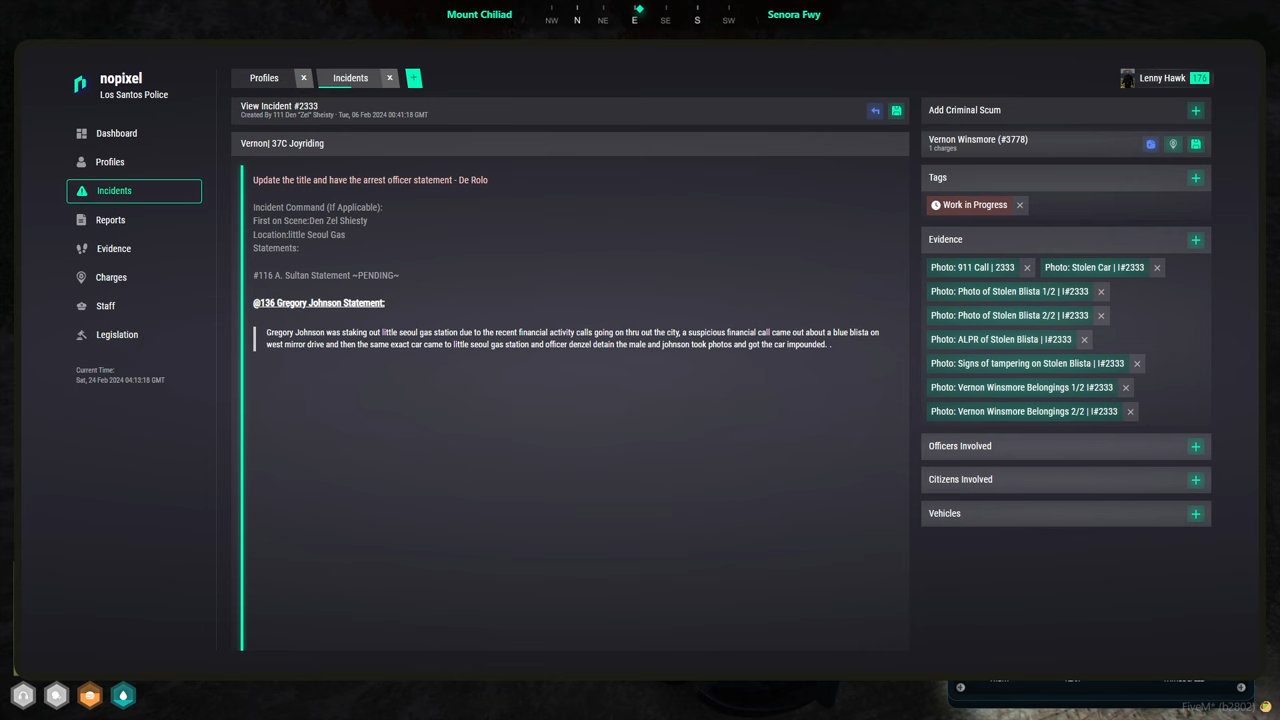 Mount Chiliad
NW N NE E SE S SW
Senora Fwy
nopixel
Los Santos Police
Dashboard
Profiles
Incidents
Reports
Evidence
Charges
Staff
Legislation
Current Time:
Sat, 24 Feb 2024 04:13:18 GMT
Profiles × Incidents × +
Lenny Hawk 176
View Incident #2333
Created By 111 Den "Zel" Sheisty · Tue, 06 Feb 2024 00:41:18 GMT
Vernon| 37C Joyriding
Update the title and have the arrest officer statement - De Rolo
Incident Command (If Applicable):
First on Scene:Den Zel Shiesty
Location:little Seoul Gas
Statements:
#116 A. Sultan Statement ~PENDING~
@136 Gregory Johnson Statement:
Gregory Johnson was staking out little seoul gas station due to the recent financial activity calls going on thru out the city, a suspicious financial call came out about a blue blista on
west mirror drive and then the same exact car came to little seoul gas station and officer denzel detain the male and johnson took photos and got the car impounded. .
Add Criminal Scum
Vernon Winsmore (#3778)
1 charges
Tags
Work in Progress ×
Evidence
Photo: 911 Call | 2333 × Photo: Stolen Car | I#2333 ×
Photo: Photo of Stolen Blista 1/2 | I#2333 ×
Photo: Photo of Stolen Blista 2/2 | I#2333 ×
Photo: ALPR of Stolen Blista | I#2333 ×
Photo: Signs of tampering on Stolen Blista | I#2333 ×
Photo: Vernon Winsmore Belongings 1/2 I#2333 ×
Photo: Vernon Winsmore Belongings 2/2 | I#2333 ×
Officers Involved
Citizens Involved
Vehicles
FiveM* (b2802)